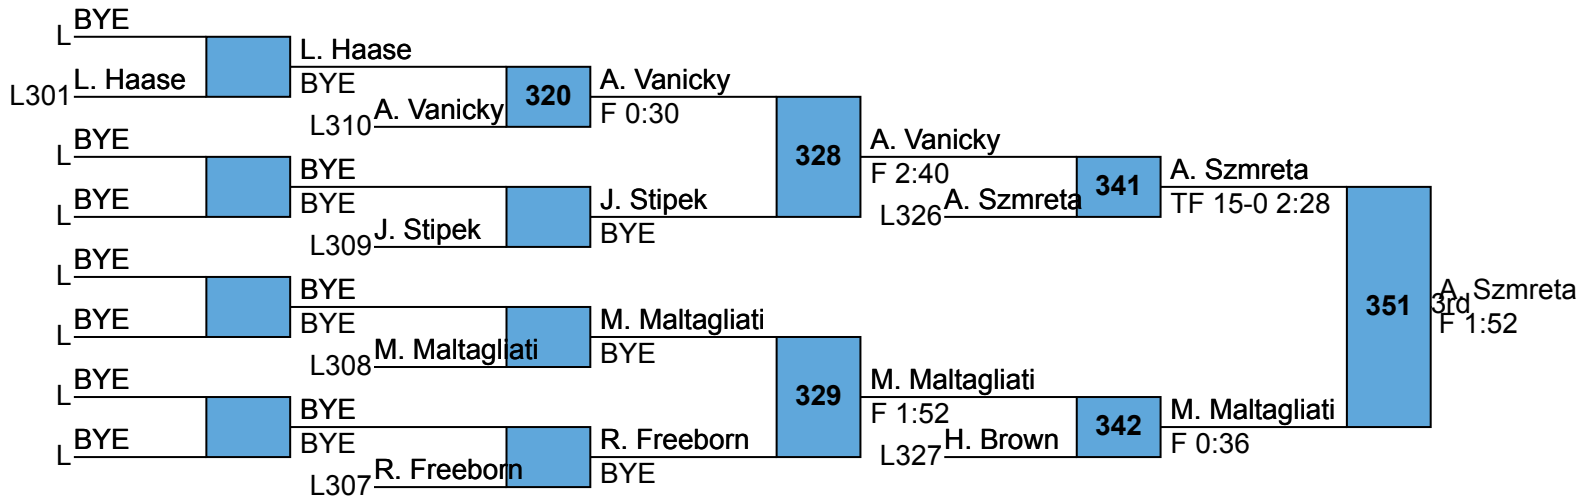 BYE
L
L. Haase
L. Haase
L301
BYE
A. Vanicky
320
A. Vanicky
L310
F 0:30
BYE
L
BYE
328
A. Vanicky
BYE
L
BYE
F 2:40
341
A. Szmreta
J. Stipek
A. Szmreta
L326
TF 15-0 2:28
J. Stipek
L309
BYE
BYE
L
BYE
351
A. Szmreta
3rd
F 1:52
BYE
L
BYE
M. Maltagliati
M. Maltagliati
L308
BYE
BYE
L
BYE
329
M. Maltagliati
F 1:52
342
M. Maltagliati
BYE
L
BYE
R. Freeborn
H. Brown
L327
F 0:36
R. Freeborn
L307
BYE